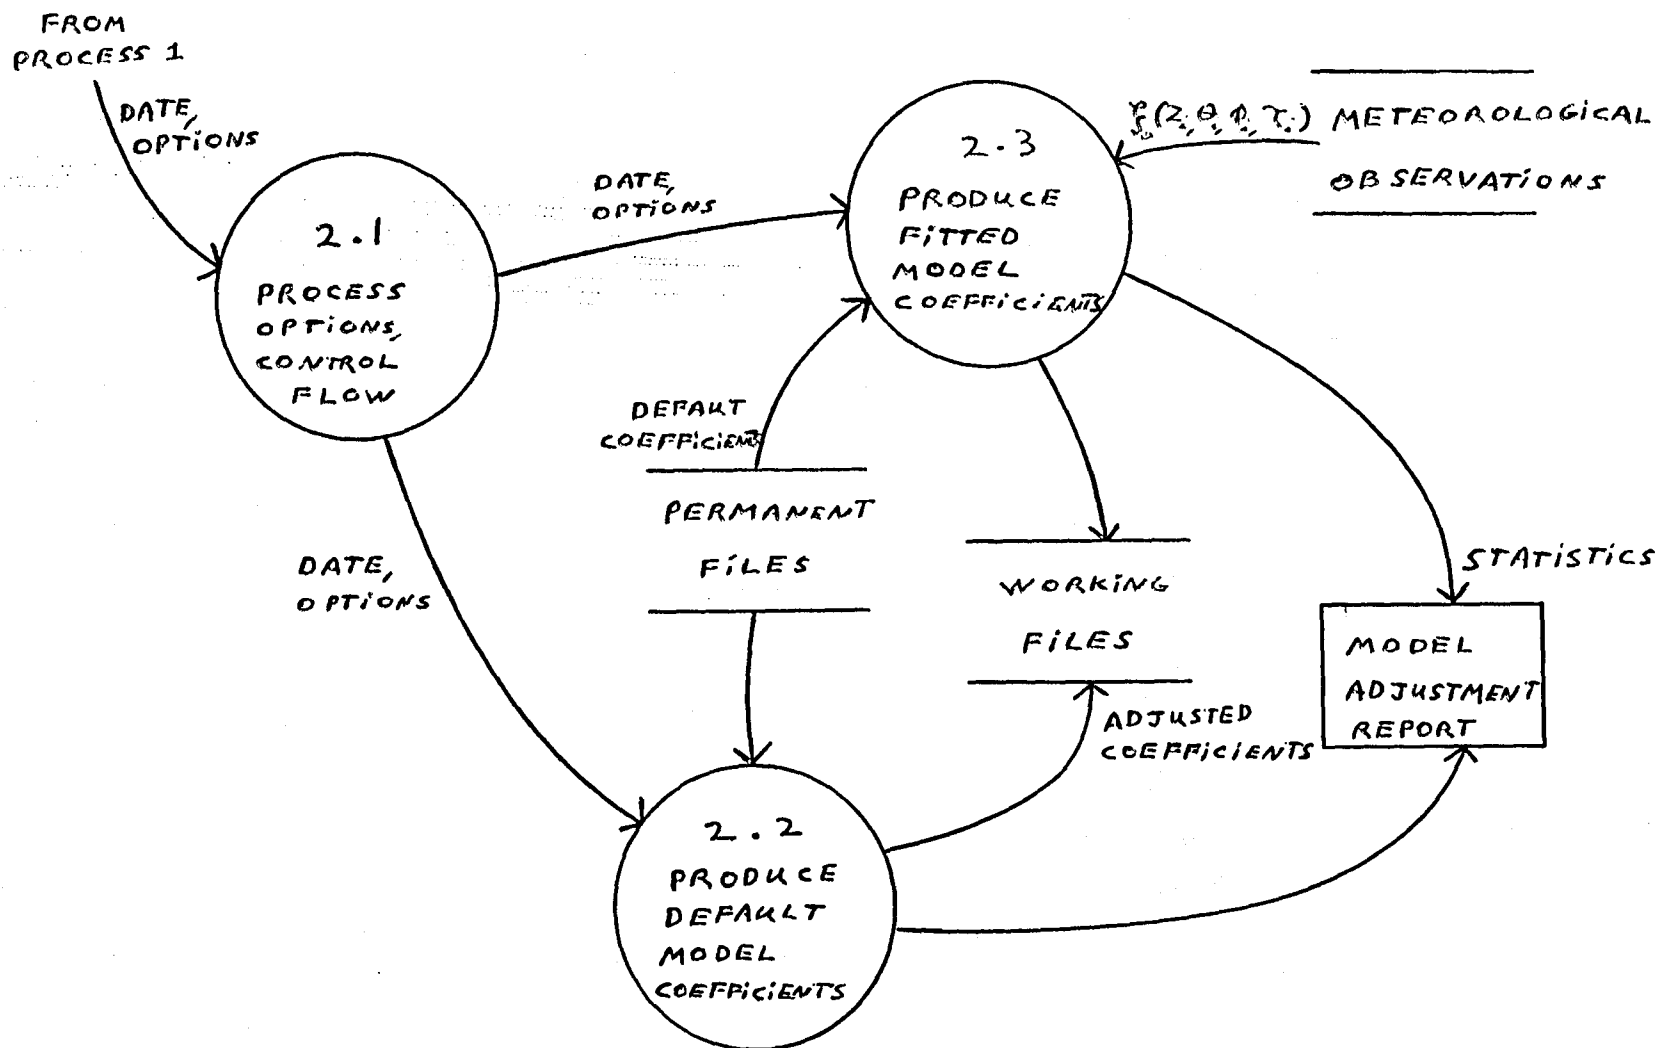 FROM
PROCESS 1
DATE,
OPTIONS
2.1
PROCESS
OPTIONS,
CONTROL
FLOW
DATE,
OPTIONS
2.3
PRODUCE
FITTED
MODEL
COEFFICIENTS
METEOROLOGICAL
OBSERVATIONS
DEFAUT
COEFFICIENTS
PERMANENT
FILES
DATE,
OPTIONS
WORKING
FILES
STATISTICS
MODEL
ADJUSTMENT
REPORT
ADJUSTED
COEFFICIENTS
2.2
PRODUCE
DEFAULT
MODEL
COEFFICIENTS